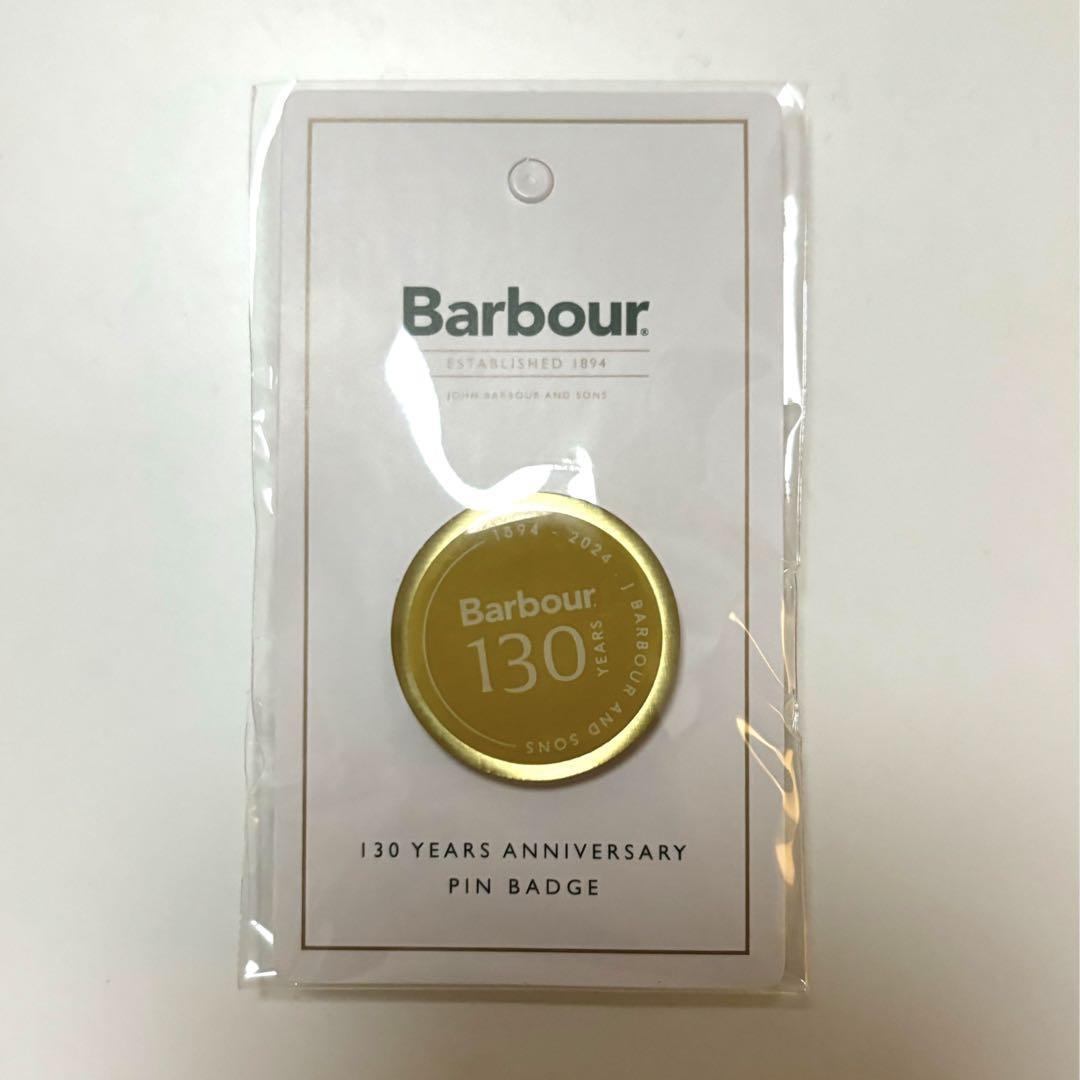 Barbour®
ESTABLISHED 1894
JOHN BARBOUR AND SONS
1894 - 2024 . J BARBOUR AND SONS
Barbour
130 YEARS
130 YEARS ANNIVERSARY
PIN BADGE